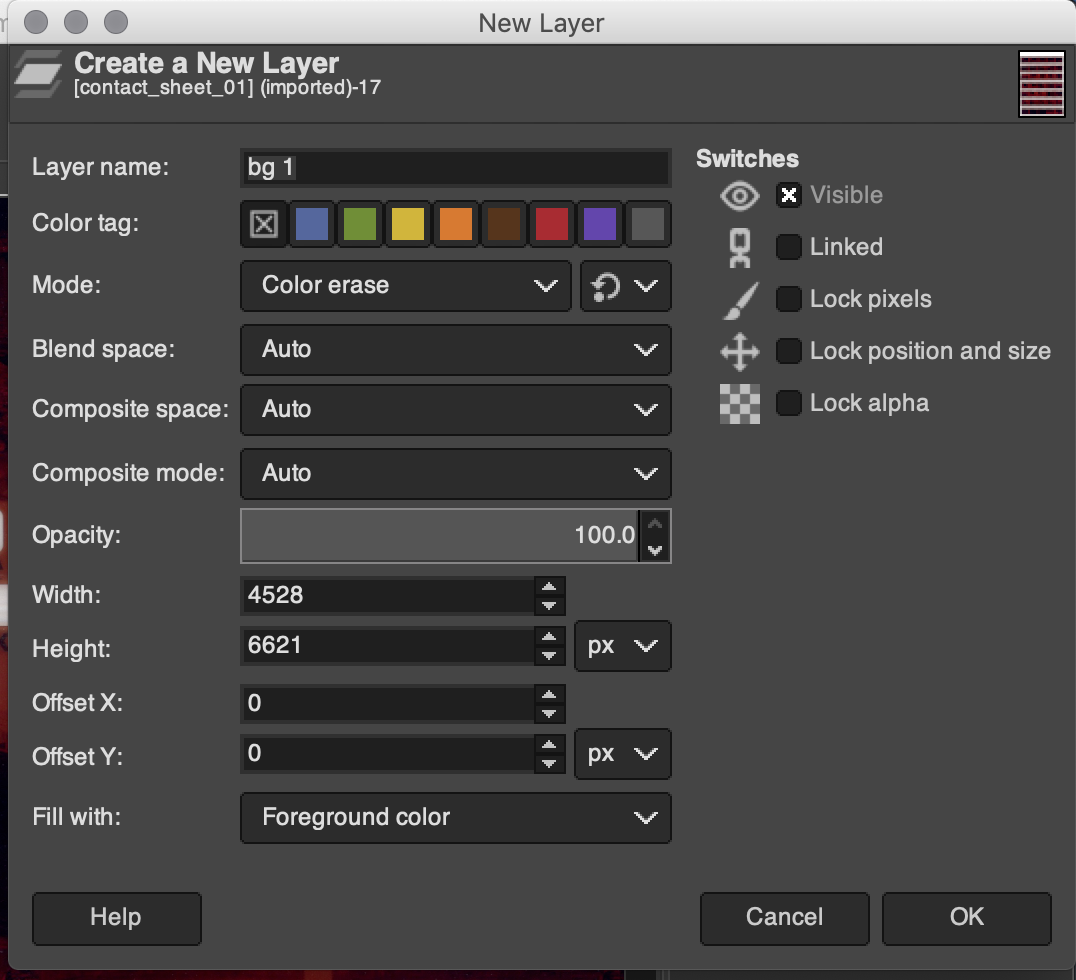 New Layer
Create a New Layer
[contact_sheet_01] (imported)-17
Layer name:
bg 1
Color tag:
Mode:
Color erase
Blend space:
Auto
Composite space:
Auto
Composite mode:
Auto
Opacity:
100.0
Width:
4528
Height:
6621
px
Offset X:
0
Offset Y:
0
px
Fill with:
Foreground color
Switches
Visible
Linked
Lock pixels
Lock position and size
Lock alpha
Help
Cancel
OK